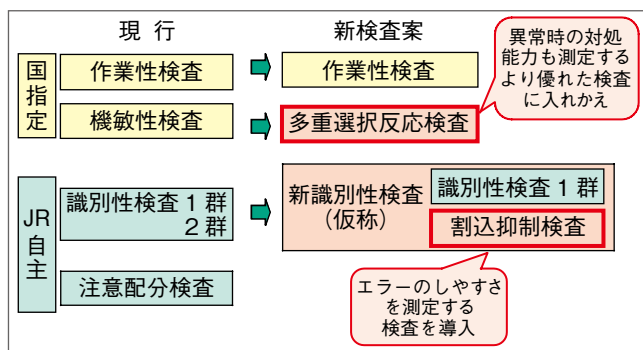 現 行
新検査案
国指定
作業性検査
作業性検査
機敏性検査
多重選択反応検査
異常時の対処
能力も測定する
より優れた検査
に入れかえ
JR自主
識別性検査1群
2群
新識別性検査
(仮称)
識別性検査1群
割込抑制検査
注意配分検査
エラーのしやすさ
を測定する
検査を導入